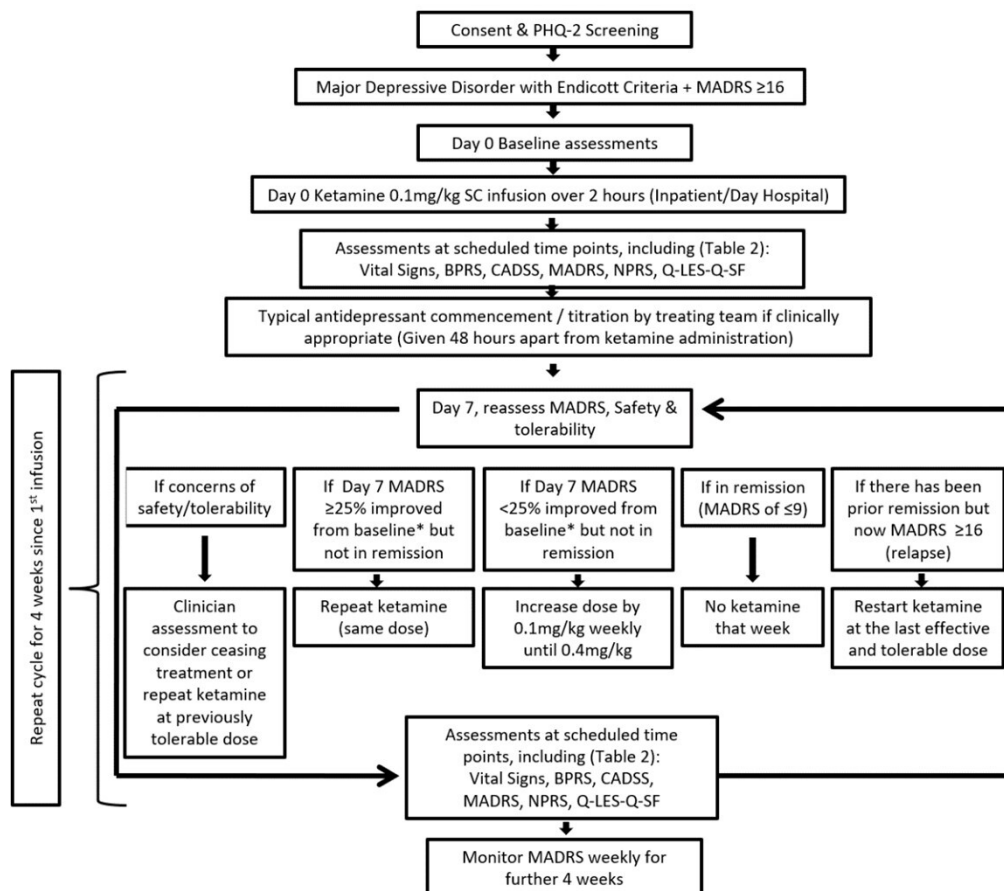 Consent & PHQ-2 Screening
Major Depressive Disorder with Endicott Criteria + MADRS ≥16
Day 0 Baseline assessments
Day 0 Ketamine 0.1mg/kg SC infusion over 2 hours (Inpatient/Day Hospital)
Assessments at scheduled time points, including (Table 2):
Vital Signs, BPRS, CADSS, MADRS, NPRS, Q-LES-Q-SF
Typical antidepressant commencement / titration by treating team if clinically
appropriate (Given 48 hours apart from ketamine administration)
Repeat cycle for 4 weeks since 1st infusion
Day 7, reassess MADRS, Safety &
tolerability
If concerns of
safety/tolerability
If Day 7 MADRS
≥25% improved
from baseline* but
not in remission
If Day 7 MADRS
<25% improved from
baseline* but not in
remission
If in remission
(MADRS of ≤9)
If there has been
prior remission but
now MADRS ≥16
(relapse)
Clinician
assessment to
consider ceasing
treatment or
repeat ketamine
at previously
tolerable dose
Repeat ketamine
(same dose)
Increase dose by
0.1mg/kg weekly
until 0.4mg/kg
No ketamine
that week
Restart ketamine
at the last effective
and tolerable dose
Assessments at scheduled time
points, including (Table 2):
Vital Signs, BPRS, CADSS,
MADRS, NPRS, Q-LES-Q-SF
Monitor MADRS weekly for
further 4 weeks